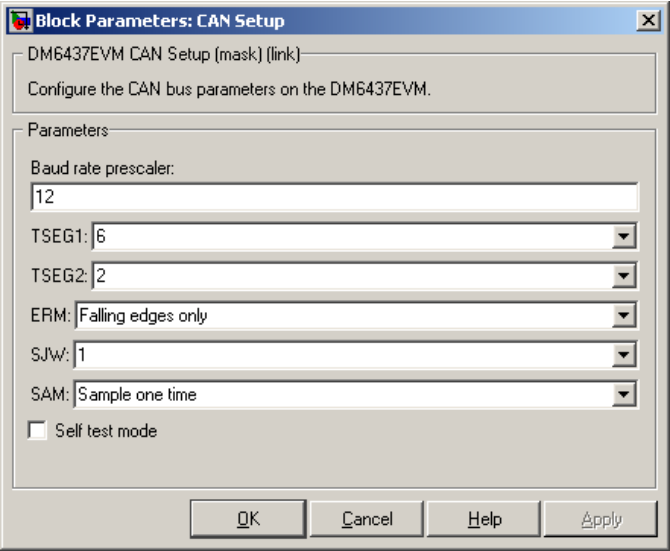 Block Parameters: CAN Setup
DM6437EVM CAN Setup (mask) (link)
Configure the CAN bus parameters on the DM6437EVM.
Parameters
Baud rate prescaler:
12
TSEG1: 6
TSEG2: 2
ERM: Falling edges only
SJW: 1
SAM: Sample one time
Self test mode
OK Cancel Help Apply